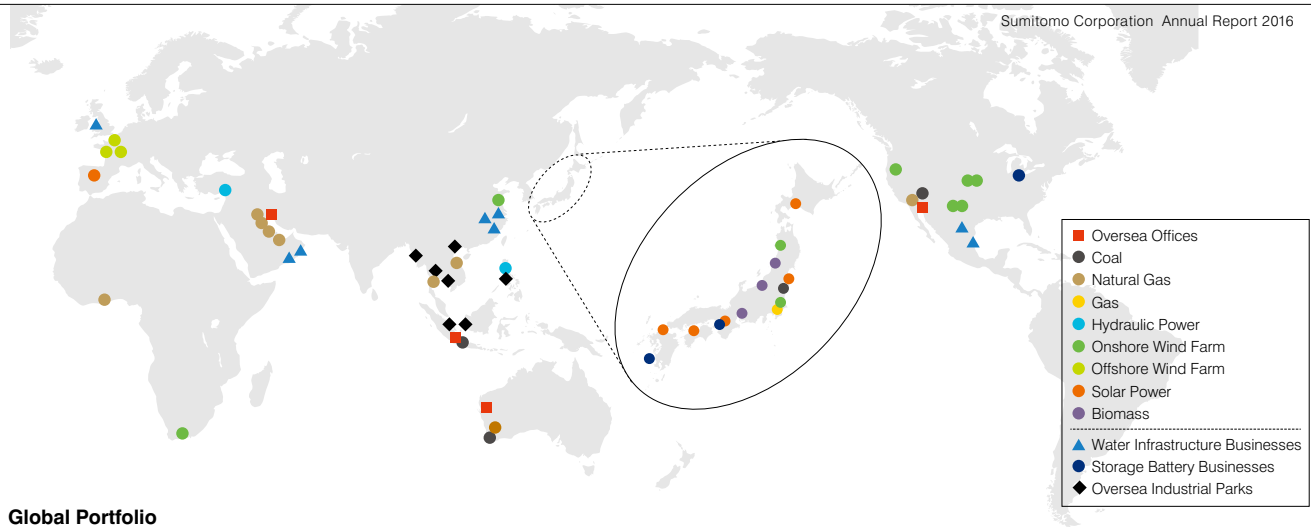 Sumitomo Corporation Annual Report 2016
Oversea Offices
Coal
Natural Gas
Gas
Hydraulic Power
Onshore Wind Farm
Offshore Wind Farm
Solar Power
Biomass
Water Infrastructure Businesses
Storage Battery Businesses
Oversea Industrial Parks
Global Portfolio